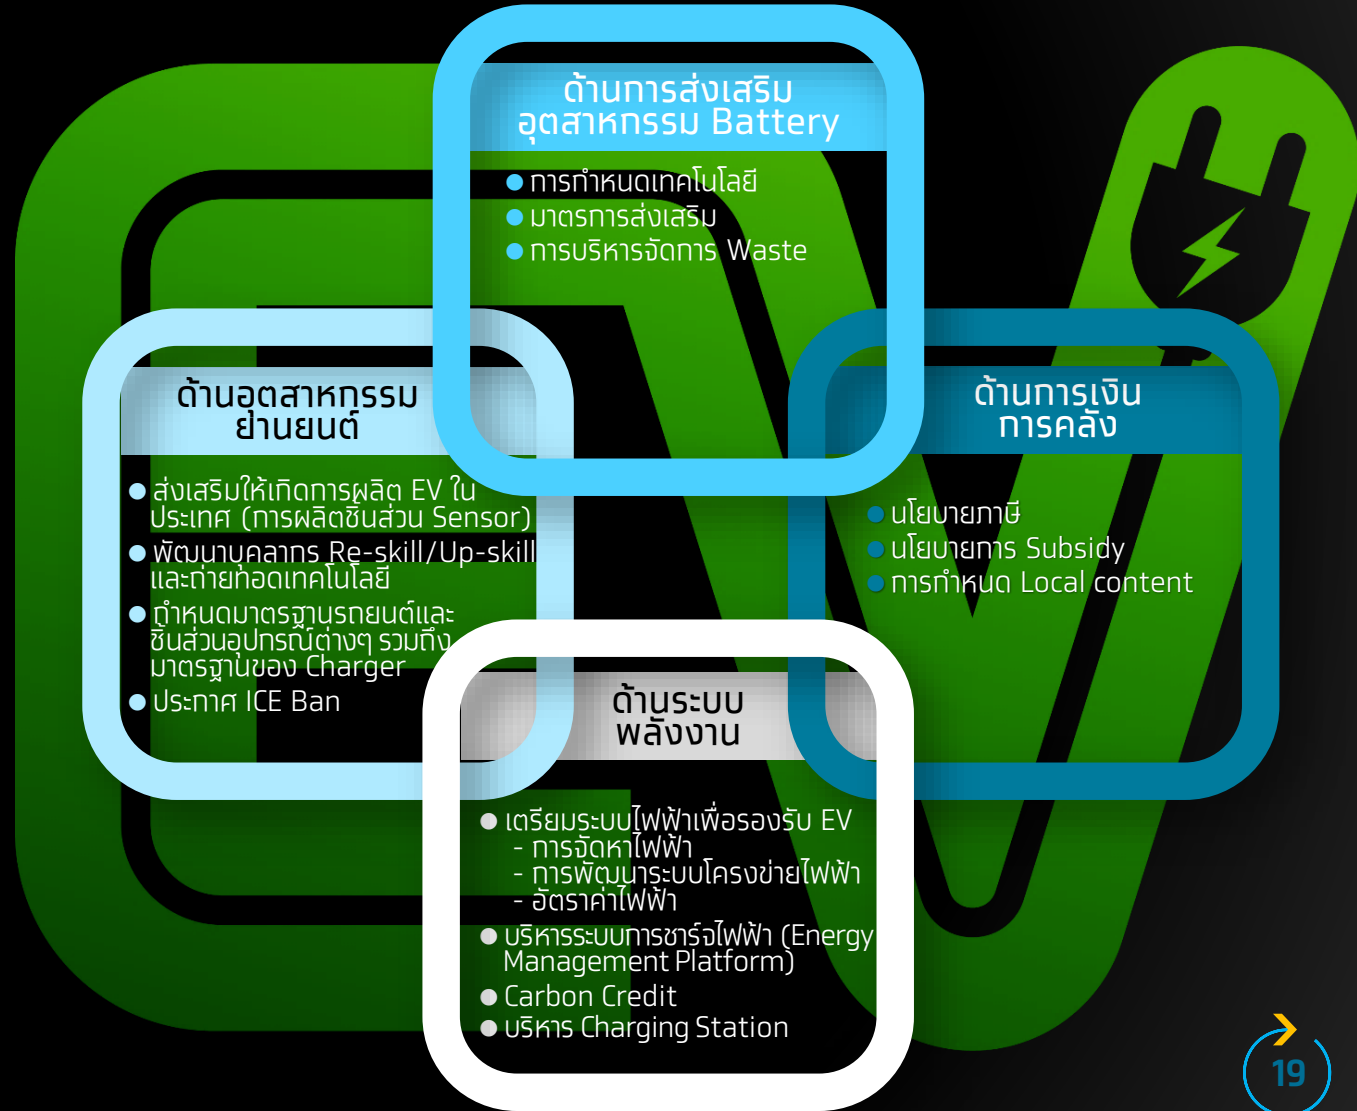 ด้านการส่งเสริม
อุตสาหกรรม Battery
● การกำหนดเทคโนโลยี
● มาตรการส่งเสริม
● การบริหารจัดการ Waste
ด้านอุตสาหกรรม
ยานยนต์
● ส่งเสริมให้เกิดการผลิต EV ใน
ประเทศ (การผลิตชิ้นส่วน Sensor)
● พัฒนาบุคลากร Re-skill/Up-skill
และถ่ายทอดเทคโนโลยี
● กำหนดมาตรฐานรถยนต์และ
ชิ้นส่วนอุปกรณ์ต่างๆ รวมถึง
มาตรฐานของ Charger
● ประกาศ ICE Ban
ด้านการเงิน
การคลัง
● นโยบายภาษี
● นโยบายการ Subsidy
● การกำหนด Local content
ด้านระบบ
พลังงาน
● เตรียมระบบไฟฟ้าเพื่อรองรับ EV
- การจัดหาไฟฟ้า
- การพัฒนาระบบโครงข่ายไฟฟ้า
- อัตราค่าไฟฟ้า
● บริหารระบบการชาร์จไฟฟ้า (Energy
Management Platform)
● Carbon Credit
● บริหาร Charging Station
19